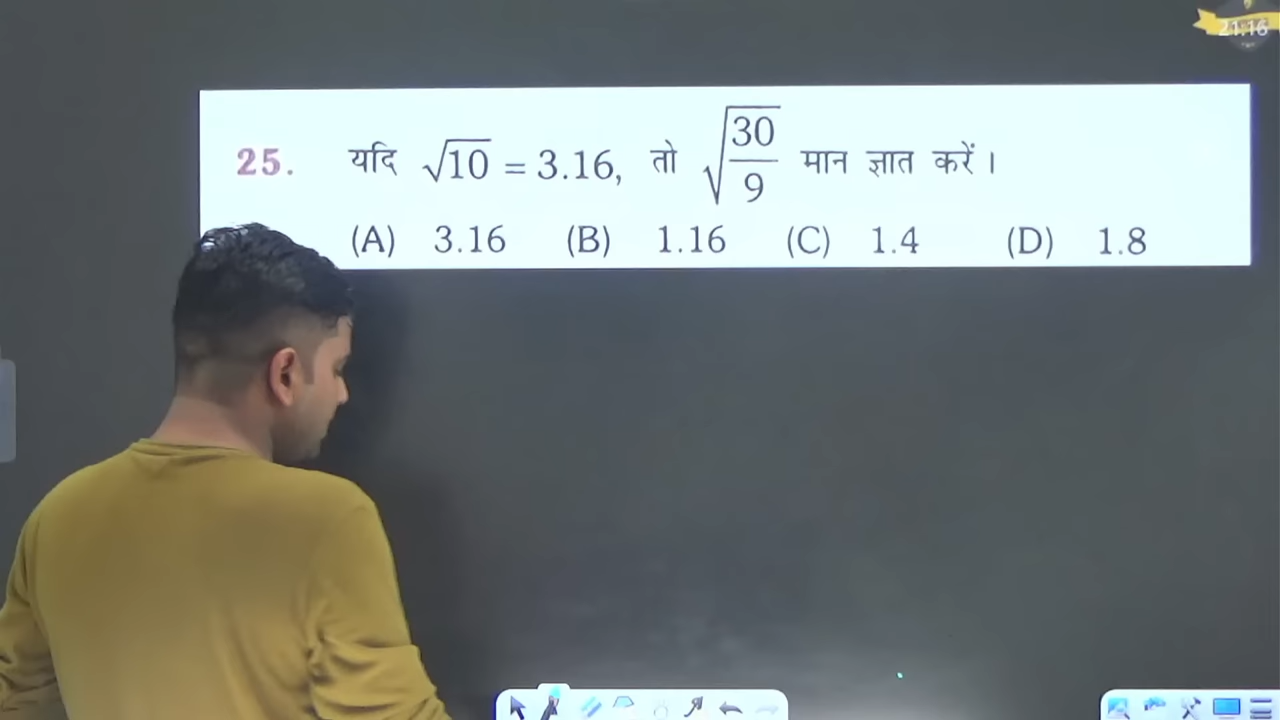 21:16
25. यदि √10 = 3.16, तो √(30/9) मान ज्ञात करें।
(A) 3.16 (B) 1.16 (C) 1.4 (D) 1.8